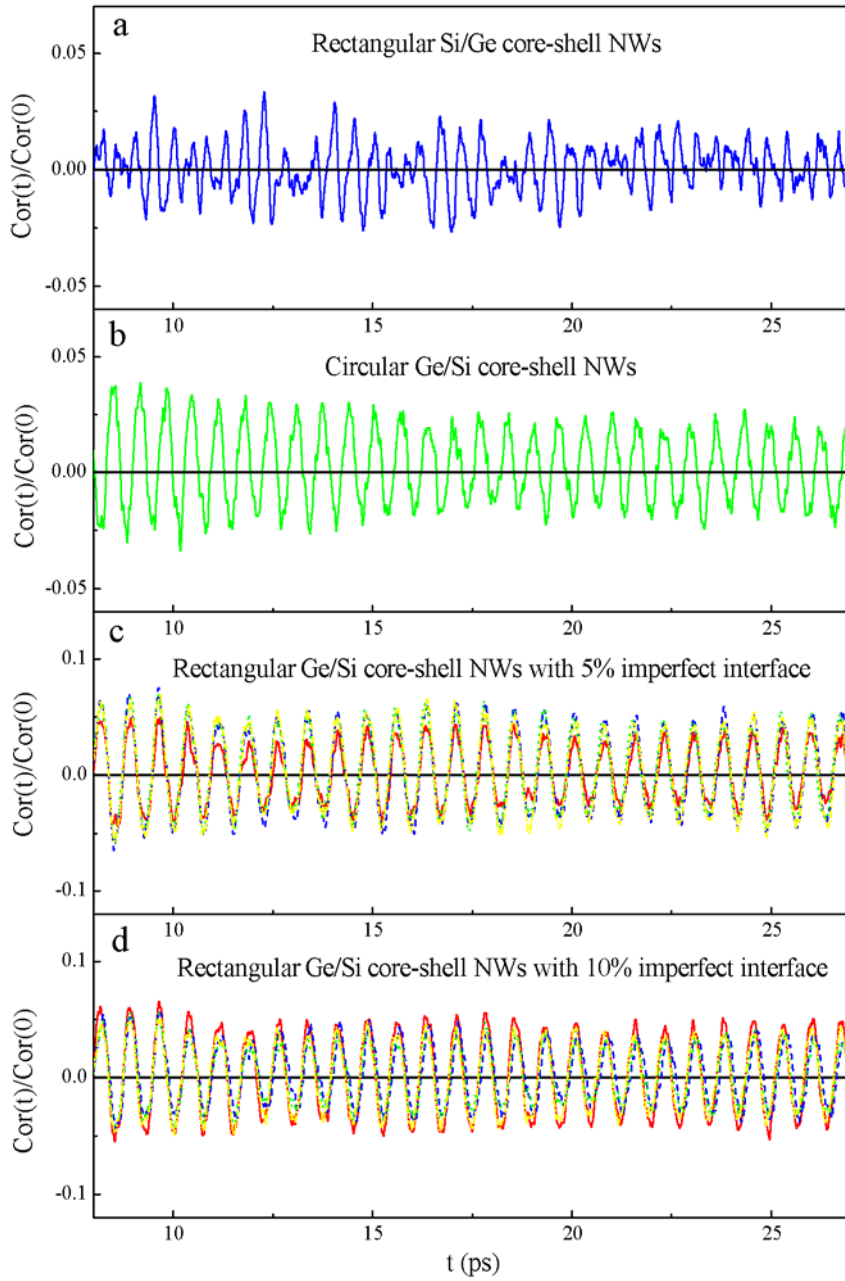 a
Rectangular Si/Ge core-shell NWs
0.05
0.00
-0.05
Cor(t)/Cor(0)
10 15 20 25
b
Circular Ge/Si core-shell NWs
0.05
0.00
-0.05
Cor(t)/Cor(0)
10 15 20 25
c
Rectangular Ge/Si core-shell NWs with 5% imperfect interface
0.1
0.0
-0.1
Cor(t)/Cor(0)
10 15 20 25
d
Rectangular Ge/Si core-shell NWs with 10% imperfect interface
0.1
0.0
-0.1
Cor(t)/Cor(0)
10 15 20 25
t (ps)